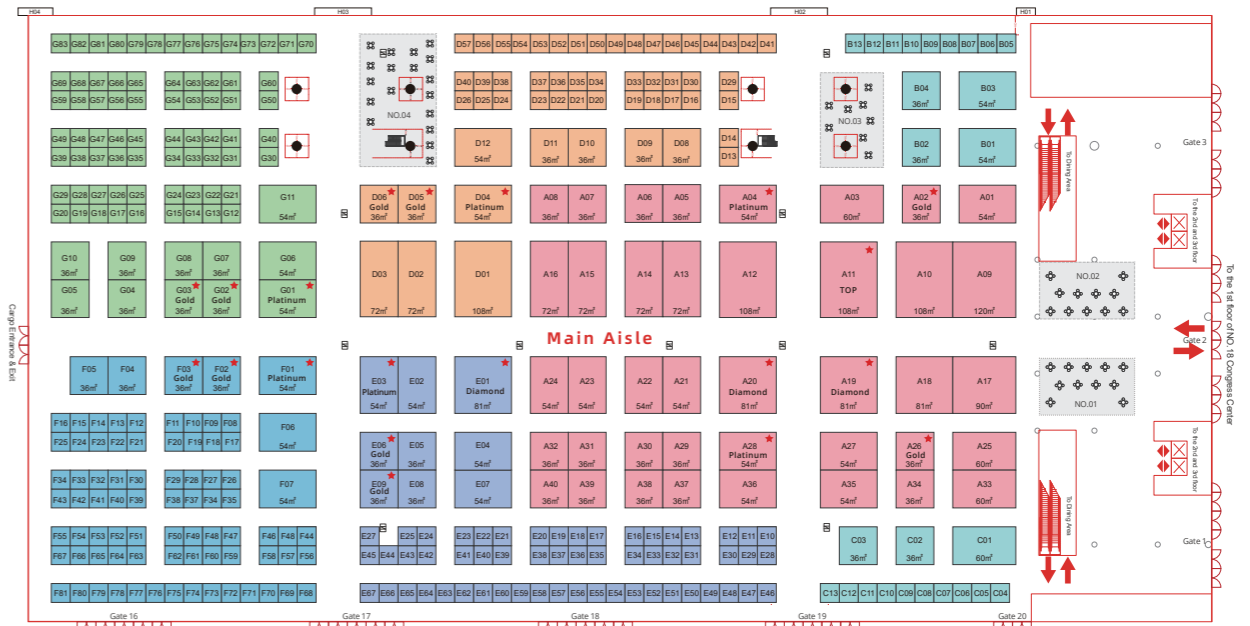 H04 H03 H02 H01
G83 G82 G81 G80 G79 G78 G77 G76 G75 G74 G73 G72 G71 G70 D57 D56 D55 D54 D53 D52 D51 D50 D49 D48 D47 D46 D45 D44 D43 D42 D41 B13 B12 B11 B10 B09 B08 B07 B06 B05
G69 G68 G67 G66 G65 G64 G63 G62 G61 G60 D40 D39 D38 D37 D36 D35 D34 D33 D32 D31 D30 D29 B04 B03
G59 G58 G57 G56 G55 G54 G53 G52 G51 G50 D26 D25 D24 D23 D22 D21 D20 D19 D18 D17 D16 D15 36㎡ 54㎡
NO.04 NO.03
G49 G48 G47 G46 G45 G44 G43 G42 G41 G40 D12 D11 D10 D09 D08 D14 B02 B01 Gate 3
G39 G38 G37 G36 G35 G34 G33 G32 G31 G30 54㎡ 36㎡ 36㎡ 36㎡ 36㎡ D13 36㎡ 54㎡ To Dining Area
G29 G28 G27 G26 G25 G24 G23 G22 G21 G11 D06 D05 D04 A08 A07 A06 A05 A04 A03 A02 A01
Gold Gold Platinum Platinum Gold
G20 G19 G18 G17 G16 G15 G14 G13 G12 54㎡ 36㎡ 36㎡ 54㎡ 36㎡ 36㎡ 36㎡ 36㎡ 54㎡ 60㎡ 36㎡ 54㎡ To the 2nd and 3rd floor
G10 G09 G08 G07 G06 D03 D02 D01 A16 A15 A14 A13 A12 A11 A10 A09 NO.02
36㎡ 36㎡ 36㎡ 36㎡ 54㎡
G05 G04 G03 G02 G01 TOP
Gold Gold Platinum
36㎡ 36㎡ 36㎡ 36㎡ 54㎡ 72㎡ 72㎡ 108㎡ 72㎡ 72㎡ 72㎡ 72㎡ 108㎡ 108㎡ 108㎡ 120㎡
Cargo Entrance & Exit Main Aisle Gate 2 To the 1st floor of NO.18 Congress Center
F05 F04 F03 F02 F01 E03 E02 E01 A24 A23 A22 A21 A20 A19 A18 A17
Gold Gold Platinum Platinum Diamond Diamond Diamond
36㎡ 36㎡ 36㎡ 36㎡ 54㎡ 54㎡ 54㎡ 81㎡ 54㎡ 54㎡ 54㎡ 54㎡ 81㎡ 81㎡ 81㎡ 90㎡ NO.01
F16 F15 F14 F13 F12 F11 F10 F09 F08 F06
F25 F24 F23 F22 F21 F20 F19 F18 F17 54㎡ E06 E05 E04 A32 A31 A30 A29 A28 A27 A26 A25
Gold Platinum Gold
36㎡ 36㎡ 54㎡ 36㎡ 36㎡ 36㎡ 36㎡ 54㎡ 54㎡ 36㎡ 60㎡ To the 2nd and 3rd floor
F34 F33 F32 F31 F30 F29 F28 F27 F26 F07 E09 E08 E07 A40 A39 A38 A37 A36 A35 A34 A33
Gold
F43 F42 F41 F40 F39 F38 F37 F34 F35 54㎡ 36㎡ 36㎡ 54㎡ 36㎡ 36㎡ 36㎡ 36㎡ 54㎡ 54㎡ 36㎡ 60㎡ To Dining Area
F55 F54 F53 F52 F51 F50 F49 F48 F47 F46 F48 F44 E27 E25 E24 E23 E22 E21 E20 E19 E18 E17 E16 E15 E14 E13 E12 E11 E10 C03 C02 C01 Gate 1
F67 F66 F65 F64 F63 F62 F61 F60 F59 F58 F57 F56 E45 E44 E43 E42 E41 E40 E39 E38 E37 E36 E35 E34 E33 E32 E31 E30 E29 E28 36㎡ 36㎡ 60㎡
F81 F80 F79 F78 F77 F76 F75 F74 F73 F72 F71 F70 F69 F68 E67 E66 E65 E64 E63 E62 E61 E60 E59 E58 E57 E56 E55 E54 E53 E52 E51 E50 E49 E48 E47 E46 C13 C12 C11 C10 C09 C08 C07 C06 C05 C04
Gate 16 Gate 17 Gate 18 Gate 19 Gate 20